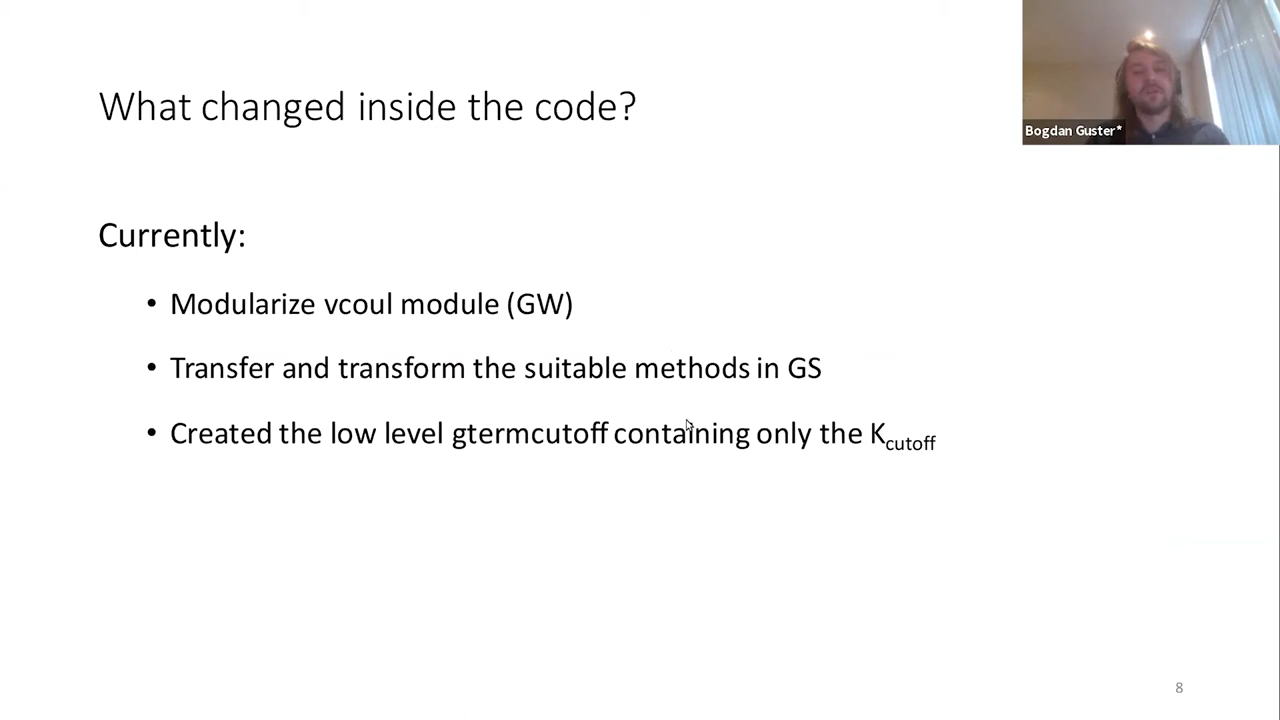 What changed inside the code?
Bogdan Guster*
Currently:
• Modularize vcoul module (GW)
• Transfer and transform the suitable methods in GS
• Created the low level gtermcutoff containing only the Kcutoff
8